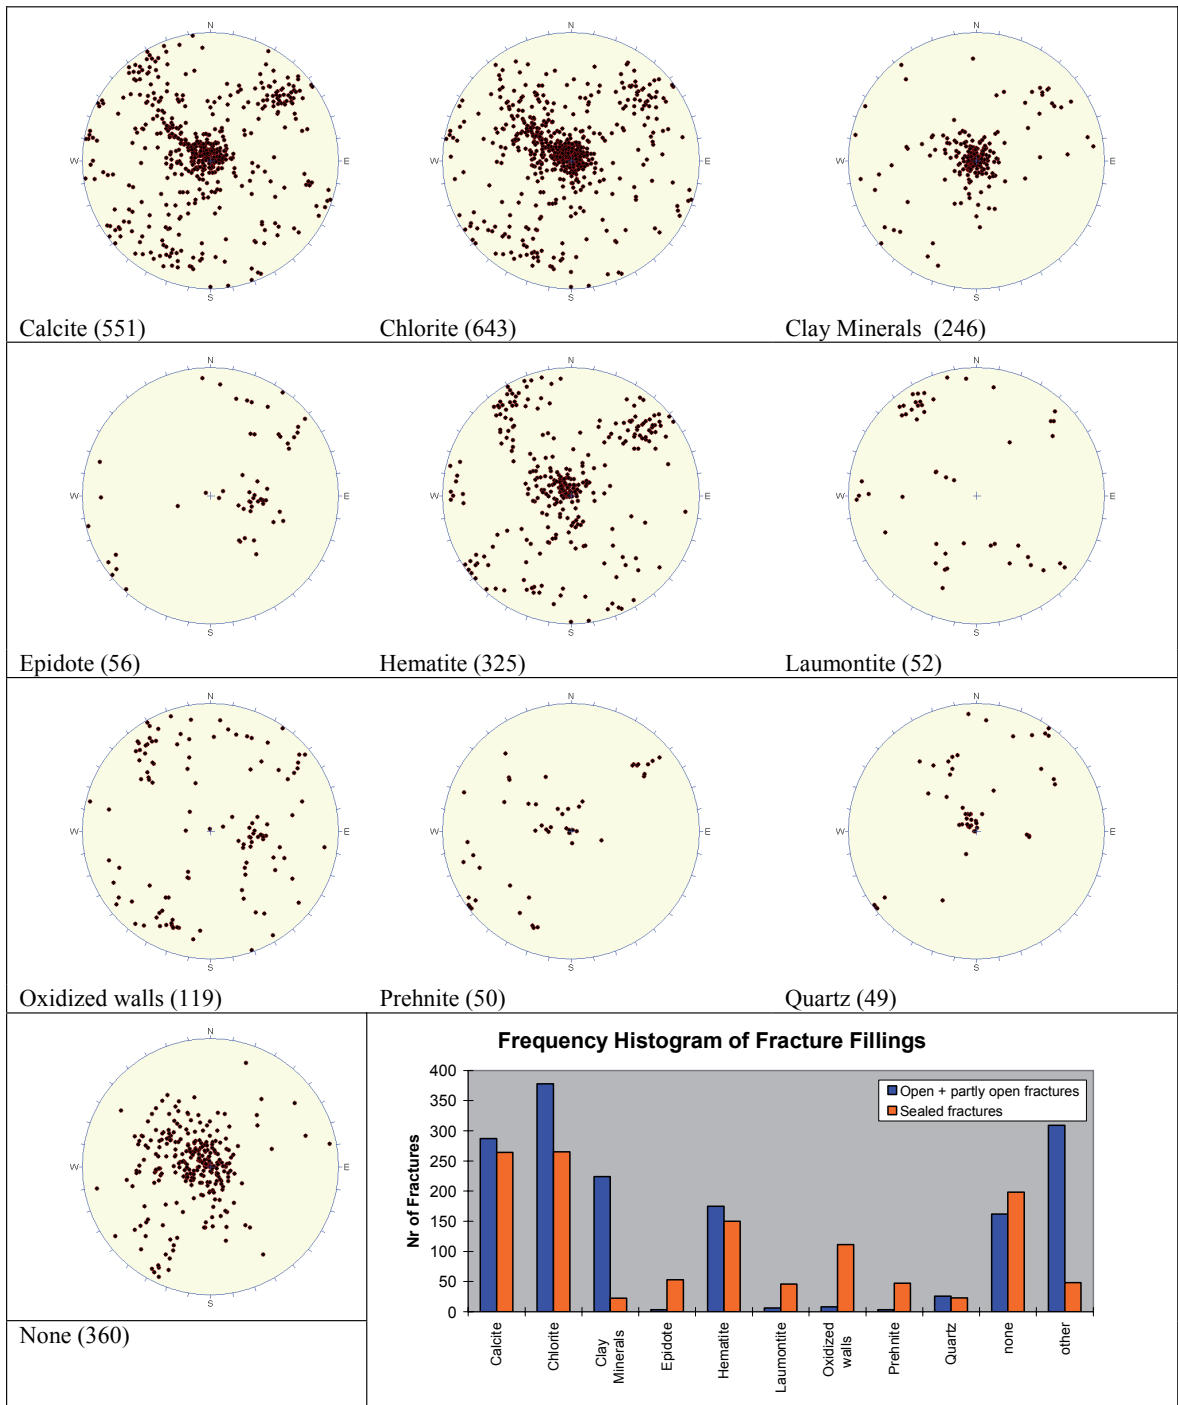 N
N
N
W
E
W
E
W
E
S
S
S
Calcite (551)
Chlorite (643)
Clay Minerals (246)
N
N
N
W
E
W
E
W
E
S
S
S
Epidote (56)
Hematite (325)
Laumontite (52)
N
N
N
W
E
W
E
W
E
S
S
S
Oxidized walls (119)
Prehnite (50)
Quartz (49)
N
W
E
S
None (360)
Frequency Histogram of Fracture Fillings
Nr of Fractures
400
350
300
250
200
150
100
50
0
Open + partly open fractures
Sealed fractures
Calcite
Chlorite
Clay
Minerals
Epidote
Hematite
Laumontite
Oxidized
walls
Prehnite
Quartz
none
other